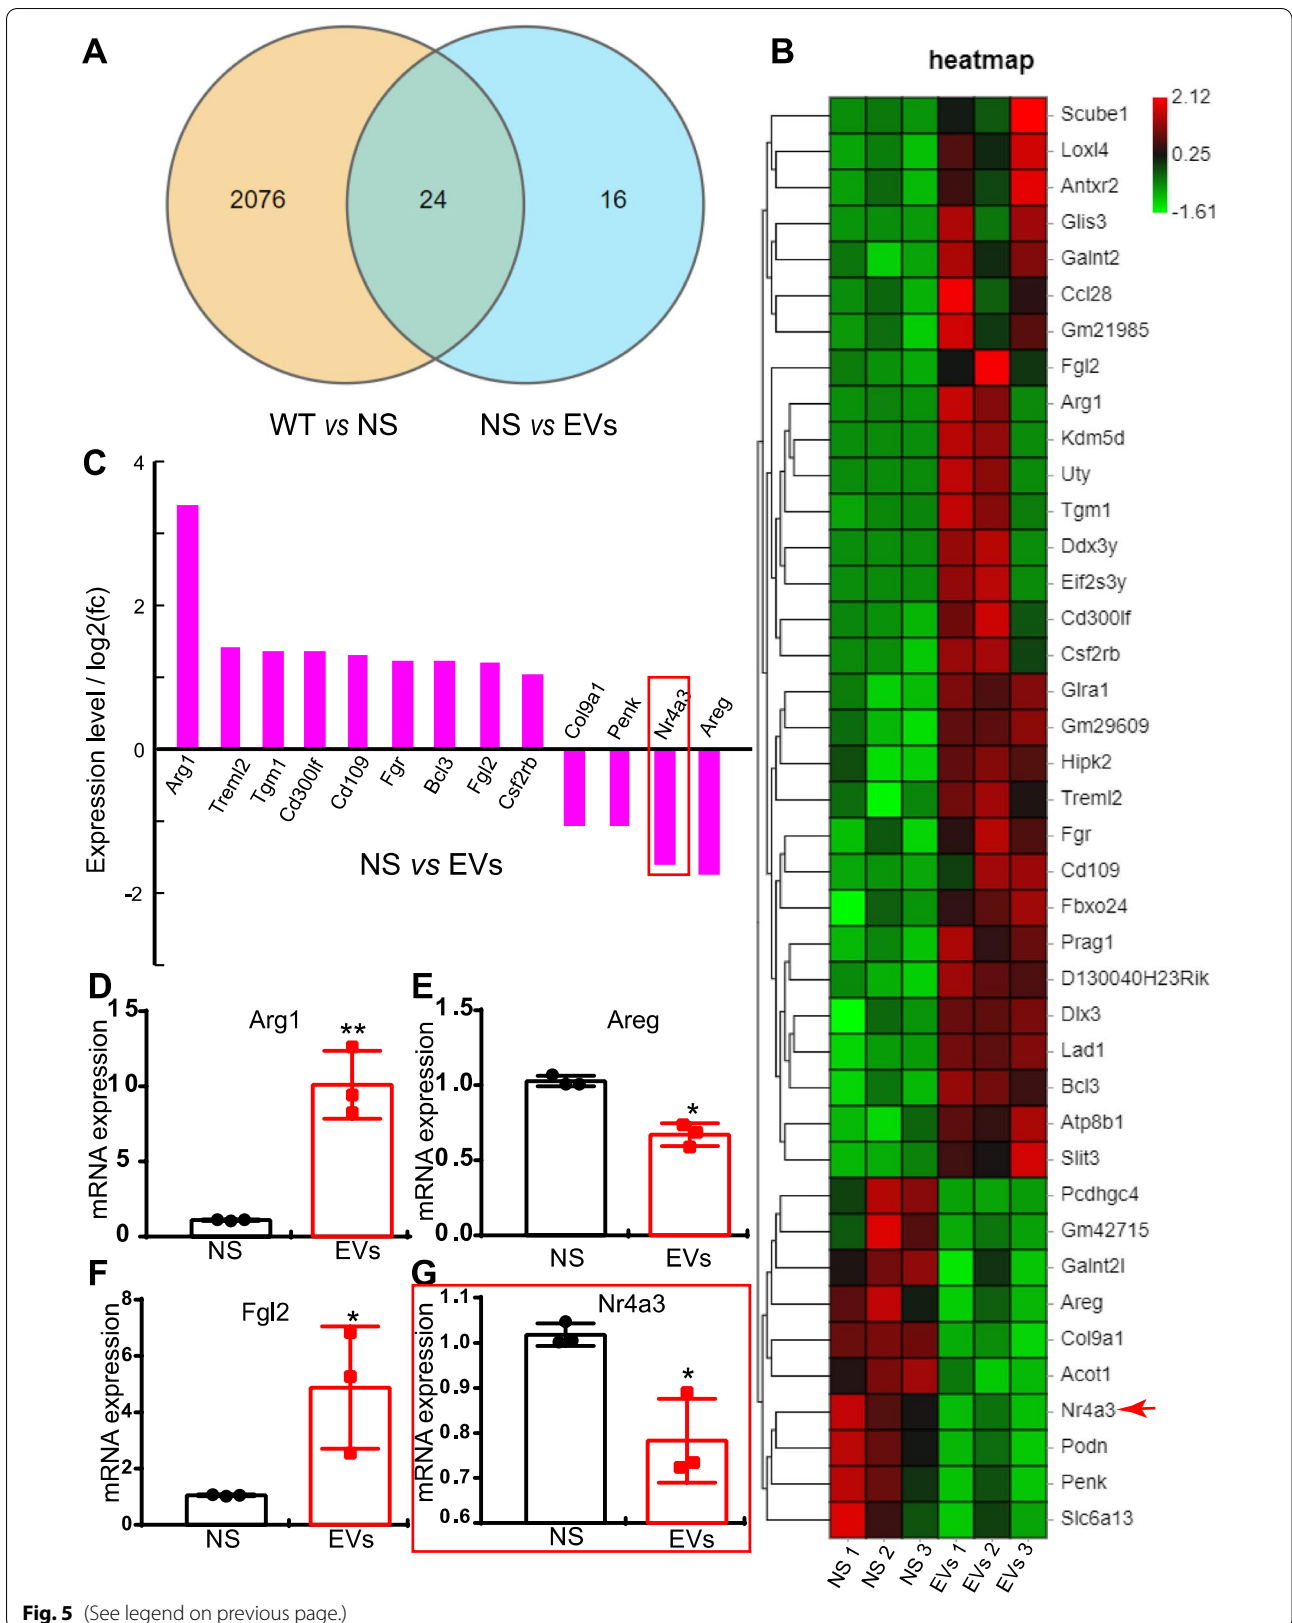 A
2076
24
16
WT vs NS
NS vs EVs
B
heatmap
2.12
0.25
-1.61
Scube1
Loxl4
Antxr2
Glis3
Galnt2
Ccl28
Gm21985
Fgl2
Arg1
Kdm5d
Uty
Tgm1
Ddx3y
Eif2s3y
Cd300lf
Csf2rb
Glra1
Gm29609
Hipk2
Treml2
Fgr
Cd109
Fbxo24
Prag1
D130040H23Rik
Dlx3
Lad1
Bcl3
Atp8b1
Slit3
Pcdhgc4
Gm42715
Galnt2l
Areg
Col9a1
Acot1
Nr4a3
Podn
Penk
Slc6a13
NS 1
NS 2
NS 3
EVs 1
EVs 2
EVs 3
C
Expression level / log2(fc)
4
2
0
-2
Arg1
Treml2
Tgm1
Cd300lf
Cd109
Fgr
Bcl3
Fgl2
Csf2rb
Col9a1
Penk
Nr4a3
Areg
NS vs EVs
D
mRNA expression
15
10
5
0
Arg1
**
NS
EVs
E
mRNA expression
1.5
1.0
0.5
0.0
Areg
*
NS
EVs
F
mRNA expression
8
6
4
2
0
Fgl2
*
NS
EVs
G
mRNA expression
1.1
1.0
0.9
0.8
0.7
0.6
Nr4a3
*
NS
EVs
Fig. 5 (See legend on previous page.)